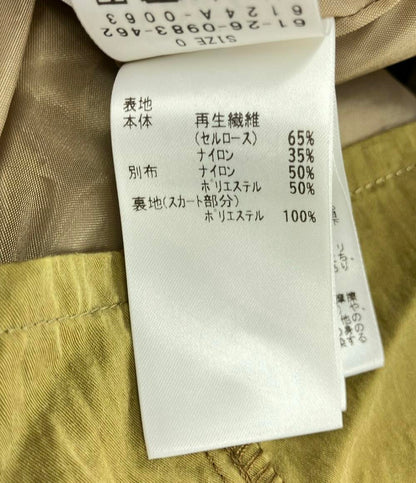 61-26-0983-462
6124A-0063
SIZE 0
表地
本体 再生繊維
(セルロース) 65%
ナイロン 35%
別布 ナイロン 50%
ポリエステル 50%
裏地(スカート部分)
ポリエステル 100%